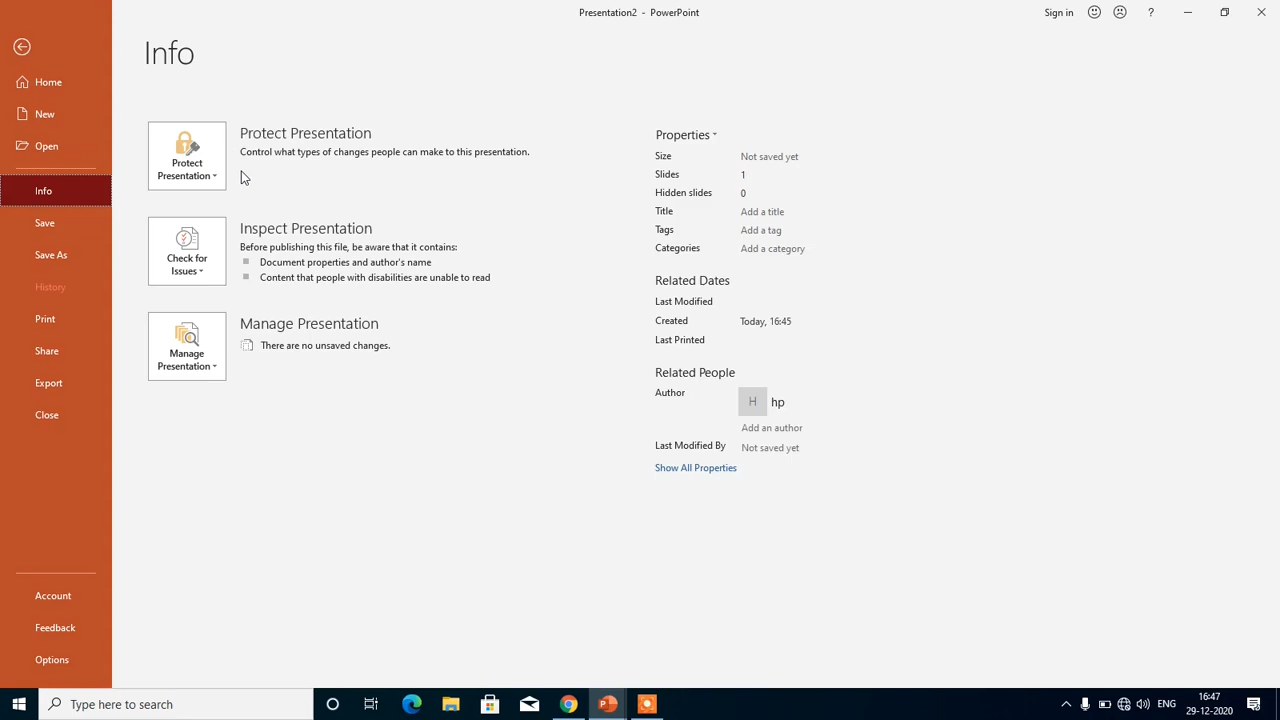 Presentation2 - PowerPoint
Sign in
?
Info
Home
New
Open
Info
Save
Save As
History
Print
Share
Export
Close
Account
Feedback
Options
Protect
Presentation
Protect Presentation
Control what types of changes people can make to this presentation.
Check for
Issues
Inspect Presentation
Before publishing this file, be aware that it contains:
Document properties and author's name
Content that people with disabilities are unable to read
Manage
Presentation
Manage Presentation
There are no unsaved changes.
Properties
Size Not saved yet
Slides 1
Hidden slides 0
Title Add a title
Tags Add a tag
Categories Add a category
Related Dates
Last Modified
Created Today, 16:45
Last Printed
Related People
Author H hp
Add an author
Last Modified By Not saved yet
Show All Properties
Type here to search
ENG
16:47
29-12-2020